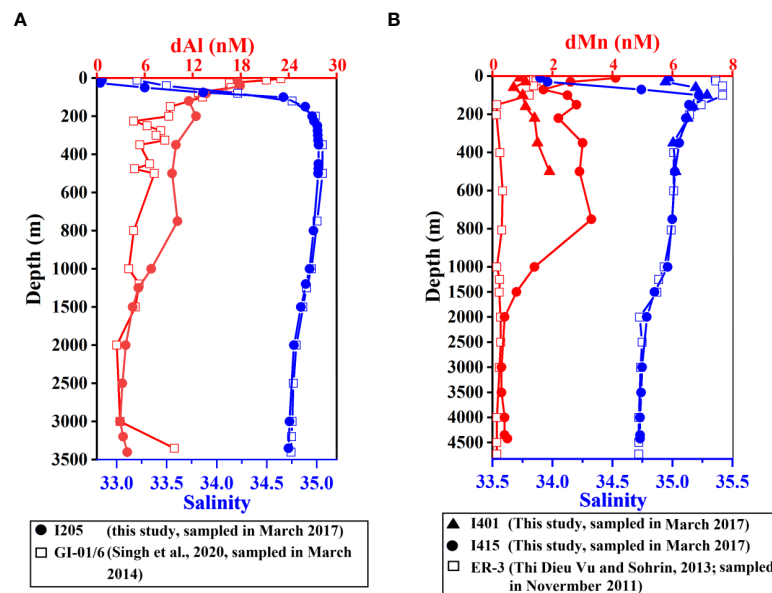 A
dAl (nM)
0 6 12 18 24 30
0
200
400
600
800
1000
1500
2000
2500
3000
3500
Depth (m)
33.0 33.5 34.0 34.5 35.0
Salinity
I205 (this study, sampled in March 2017)
GI-01/6 (Singh et al., 2020, sampled in March
2014)
B
dMn (nM)
0 2 4 6 8
0
200
400
600
800
1000
1500
2000
3000
3500
4000
4500
Depth (m)
33.5 34.0 34.5 35.0 35.5
Salinity
I401 (This study, sampled in March 2017)
I415 (This study, sampled in March 2017)
ER-3 (Thi Dieu Vu and Sohrin, 2013; sampled
in Novermber 2011)